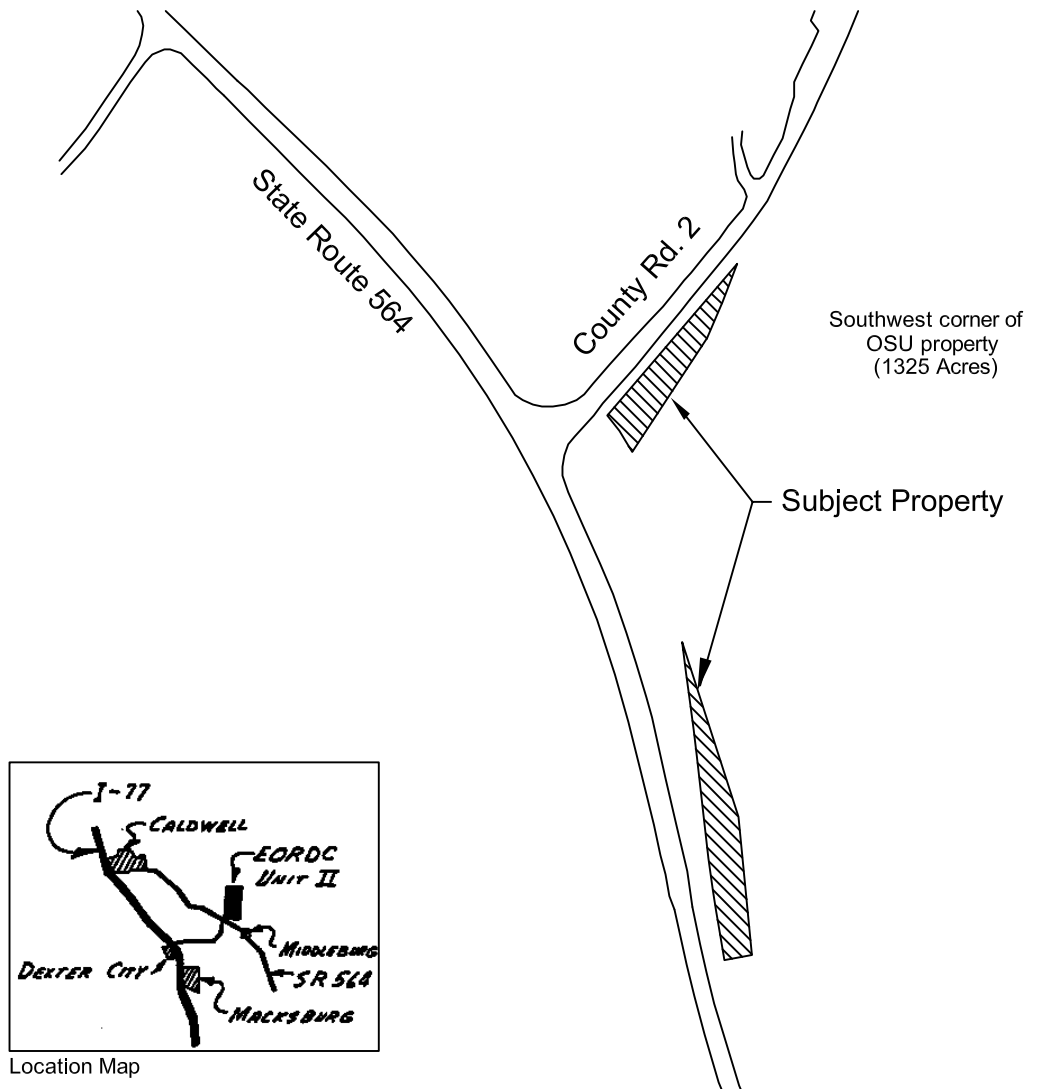 State Route 564
County Rd. 2
Southwest corner of
OSU property
(1325 Acres)
Subject Property
I-77
CALDWELL
EORDC
UNIT II
MIDDLEBURG
DEXTER CITY
SR 564
MACKSBURG
Location Map